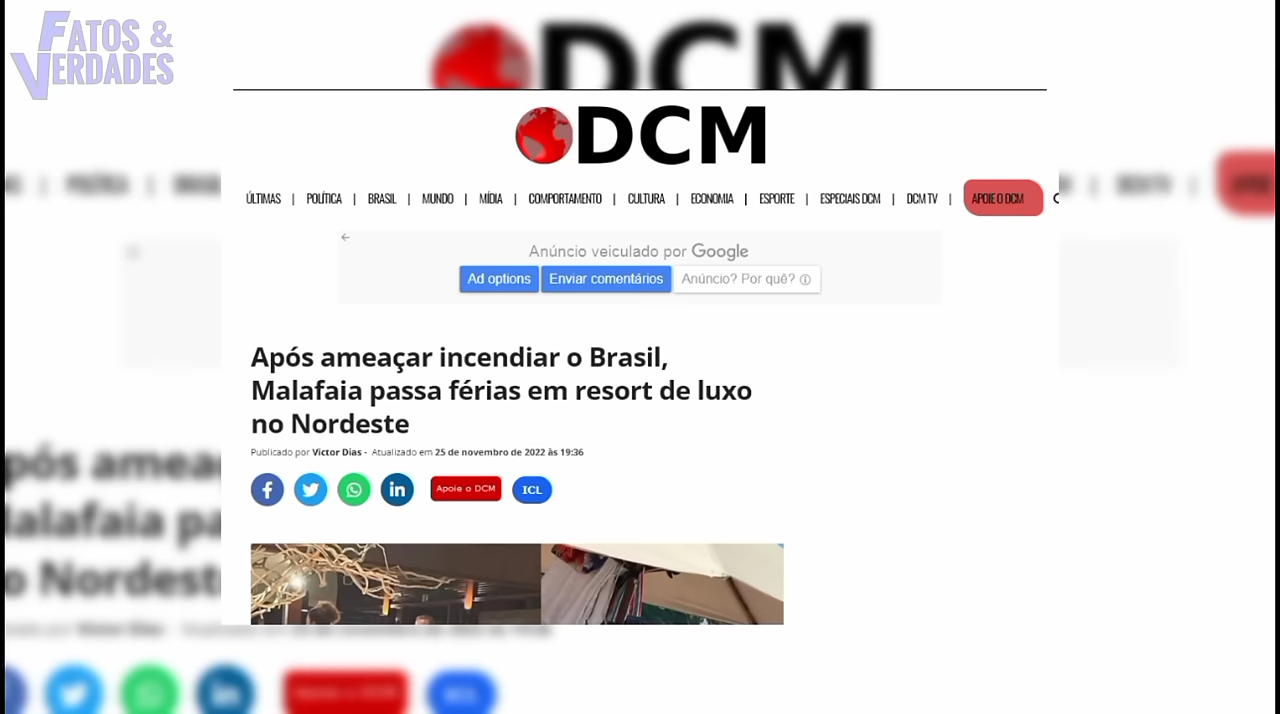 FATOS &
VERDADES
DCM
DCM
ÚLTIMAS | POLÍTICA | BRASIL | MUNDO | MÍDIA | COMPORTAMENTO | CULTURA | ECONOMIA | ESPORTE | ESPECIAIS DCM | DCM TV | APOIE O DCM
Anúncio veiculado por Google
Ad options Enviar comentários Anúncio? Por quê?
Após ameaçar incendiar o Brasil,
Malafaia passa férias em resort de luxo
no Nordeste
Publicado por Victor Dias - Atualizado em 25 de novembro de 2022 às 19:36
Apoie o DCM ICL